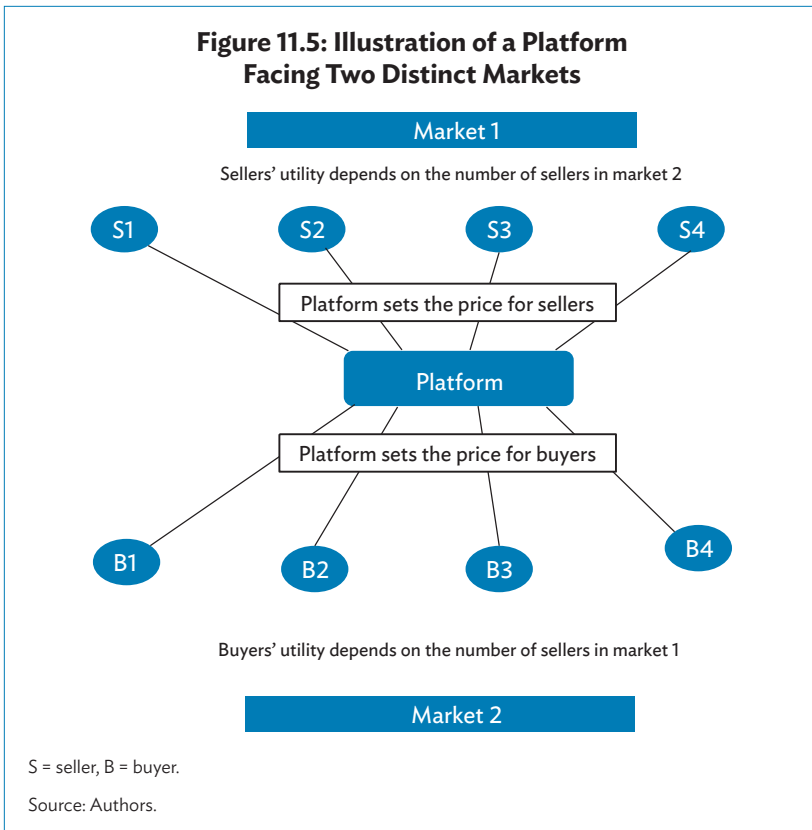 Figure 11.5: Illustration of a Platform
Facing Two Distinct Markets
Market 1
Sellers’ utility depends on the number of sellers in market 2
S1 S2 S3 S4
Platform sets the price for sellers
Platform
Platform sets the price for buyers
B1 B2 B3 B4
Buyers’ utility depends on the number of sellers in market 1
Market 2
S = seller, B = buyer.
Source: Authors.